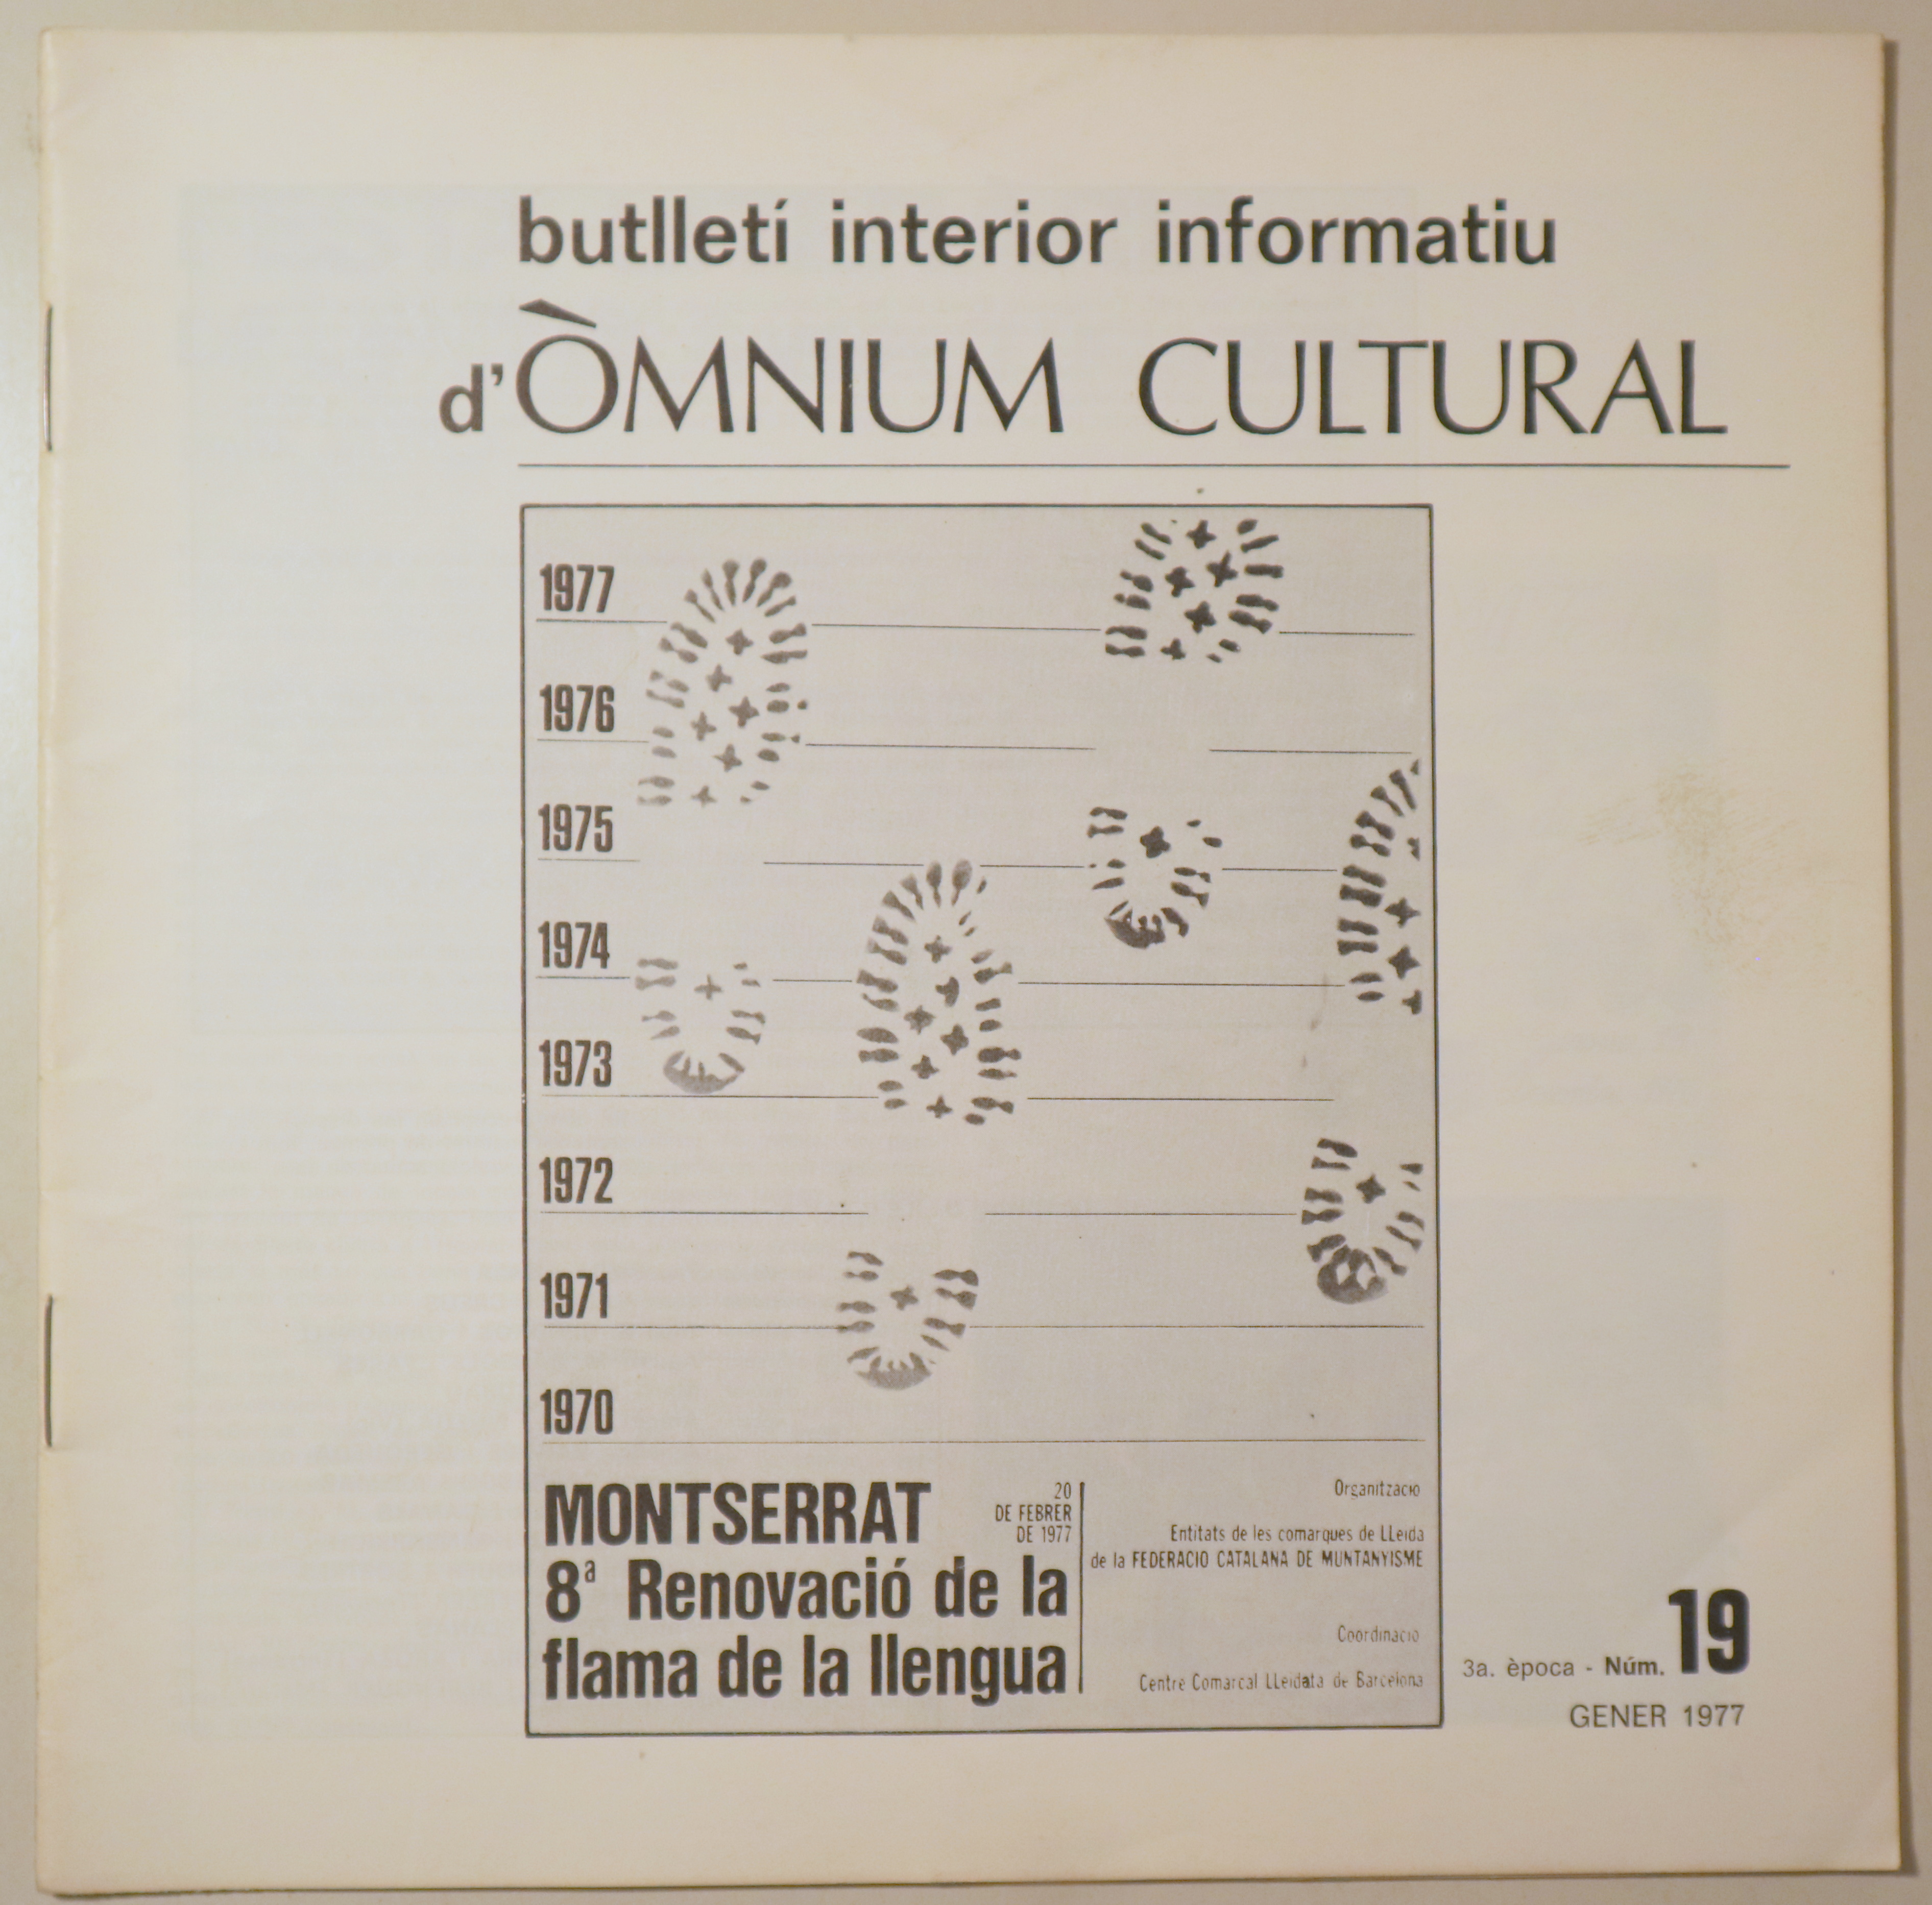 butlletí interior informatiu
d'ÒMNIUM CULTURAL
1977
1976
1975
1974
1973
1972
1971
1970
MONTSERRAT
8ª Renovació de la
flama de la llengua
20
DE FEBRER
DE 1977
Organització
Entitats de les comarques de LLeida
de la FEDERACIO CATALANA DE MUNTANYISME
Coordinacio
Centre Comarcal LLeidata de Barcelona
3a. època - Núm. 19
GENER 1977